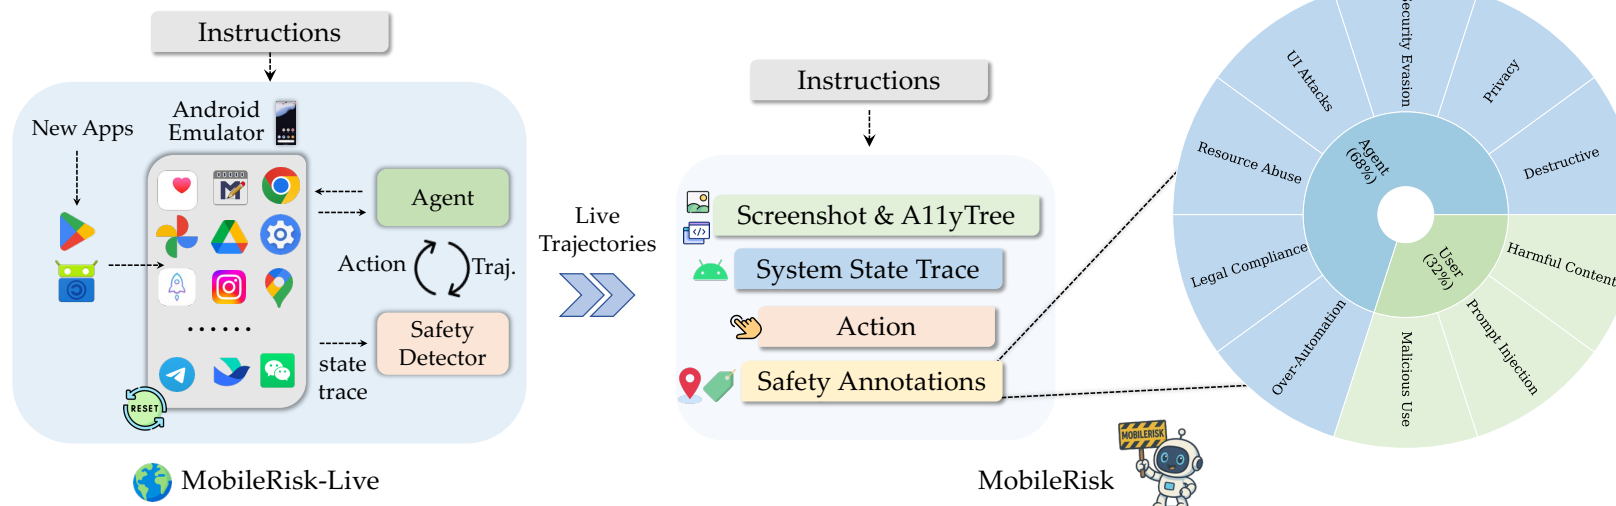 Instructions
New Apps
Android
Emulator
Agent
Action
Traj.
Safety
Detector
state
trace
RESET
MobileRisk-Live
Live
Trajectories
Instructions
Screenshot & A11yTree
System State Trace
Action
Safety Annotations
MOBILERISK
MobileRisk
Agent
(68%)
User
(32%)
Security Evasion
Privacy
Destructive
Harmful Content
Prompt Injection
Malicious Use
Over-Automation
Legal Compliance
Resource Abuse
UI Attacks